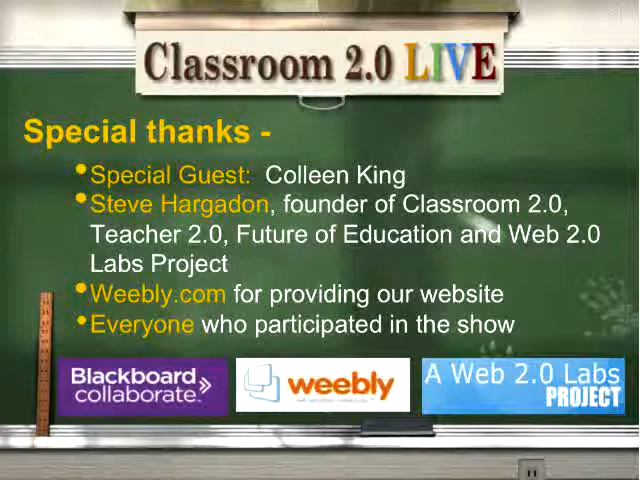 Classroom 2.0 LIVE
Special thanks -
•Special Guest: Colleen King
•Steve Hargadon, founder of Classroom 2.0,
Teacher 2.0, Future of Education and Web 2.0
Labs Project
•Weebly.com for providing our website
•Everyone who participated in the show
Blackboard
collaborate
weebly
A Web 2.0 Labs
PROJECT